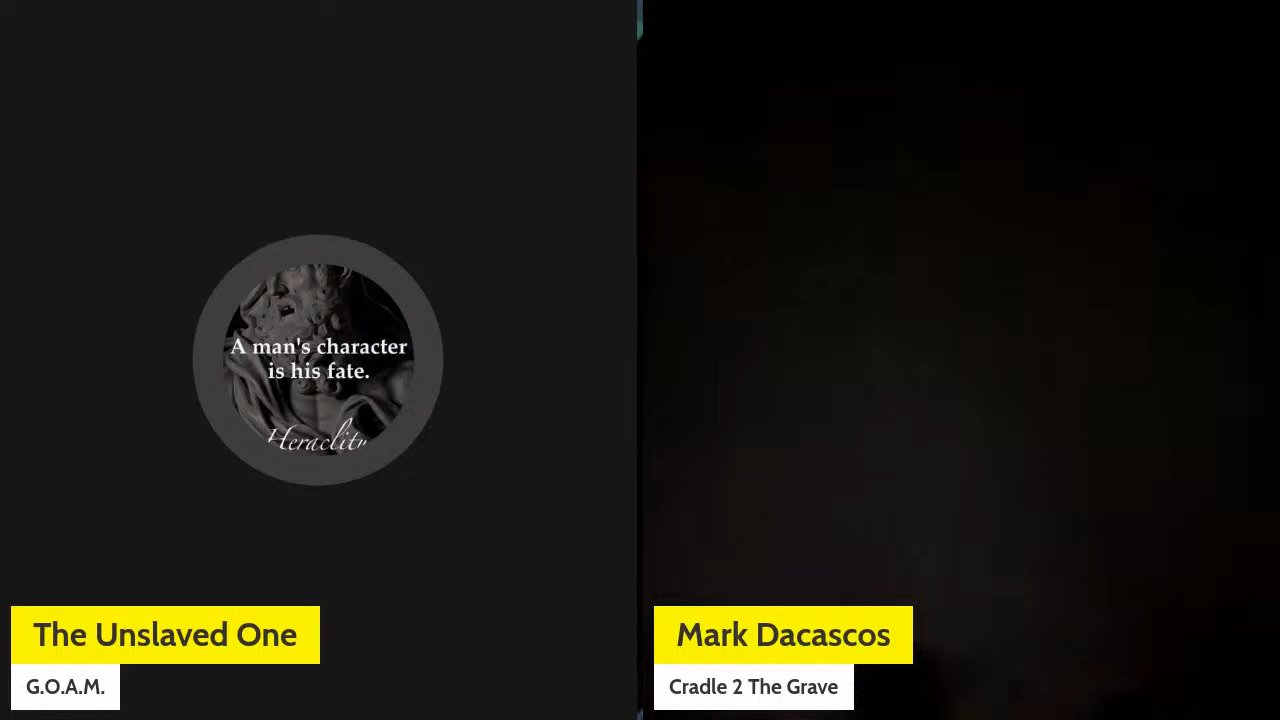 A man's character
is his fate.
The Unslaved One
G.O.A.M.
Mark Dacascos
Cradle 2 The Grave